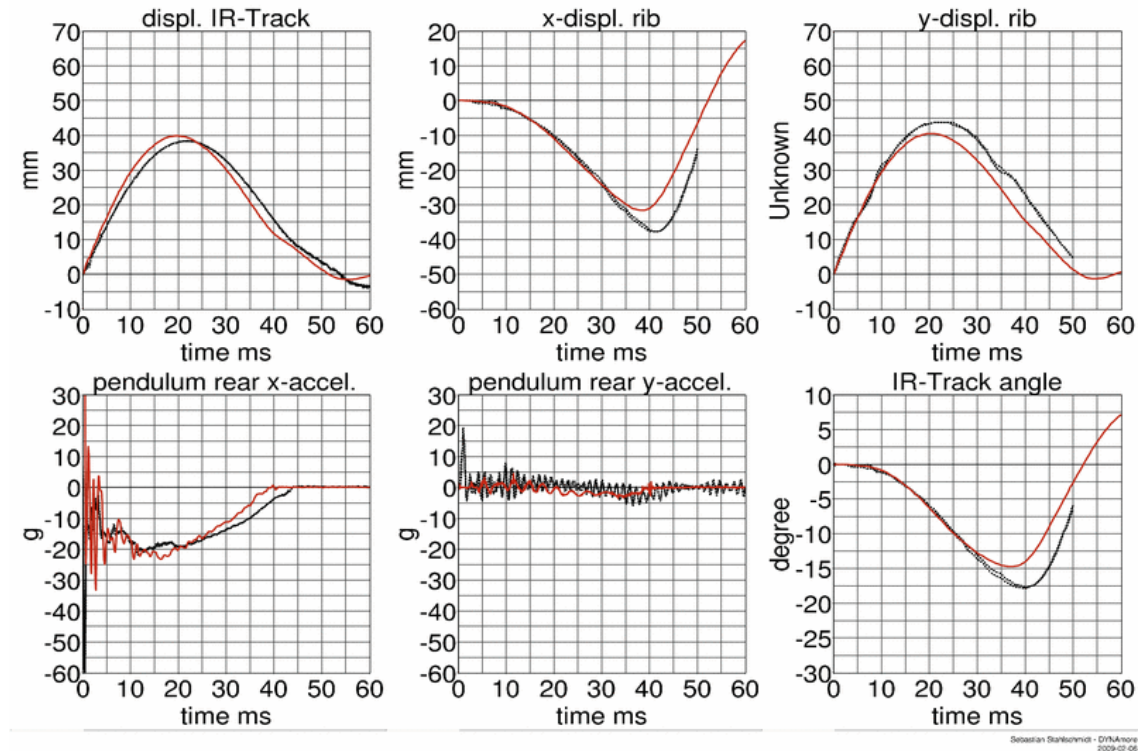 displ. IR-Track
70
60
50
40
30
20
10
0
-10
mm
0 10 20 30 40 50 60
time ms
x-displ. rib
20
10
0
-10
-20
-30
-40
-50
-60
mm
0 10 20 30 40 50 60
time ms
y-displ. rib
70
60
50
40
30
20
10
0
-10
Unknown
0 10 20 30 40 50 60
time ms
pendulum rear x-accel.
30
20
10
0
-10
-20
-30
-40
-50
-60
g
0 10 20 30 40 50 60
time ms
pendulum rear y-accel.
30
20
10
0
-10
-20
-30
-40
-50
-60
g
0 10 20 30 40 50 60
time ms
IR-Track angle
10
5
0
-5
-10
-15
-20
-25
-30
degree
0 10 20 30 40 50 60
time ms
Sebastian Stahlschmidt - DYNAmore
2009-02-06